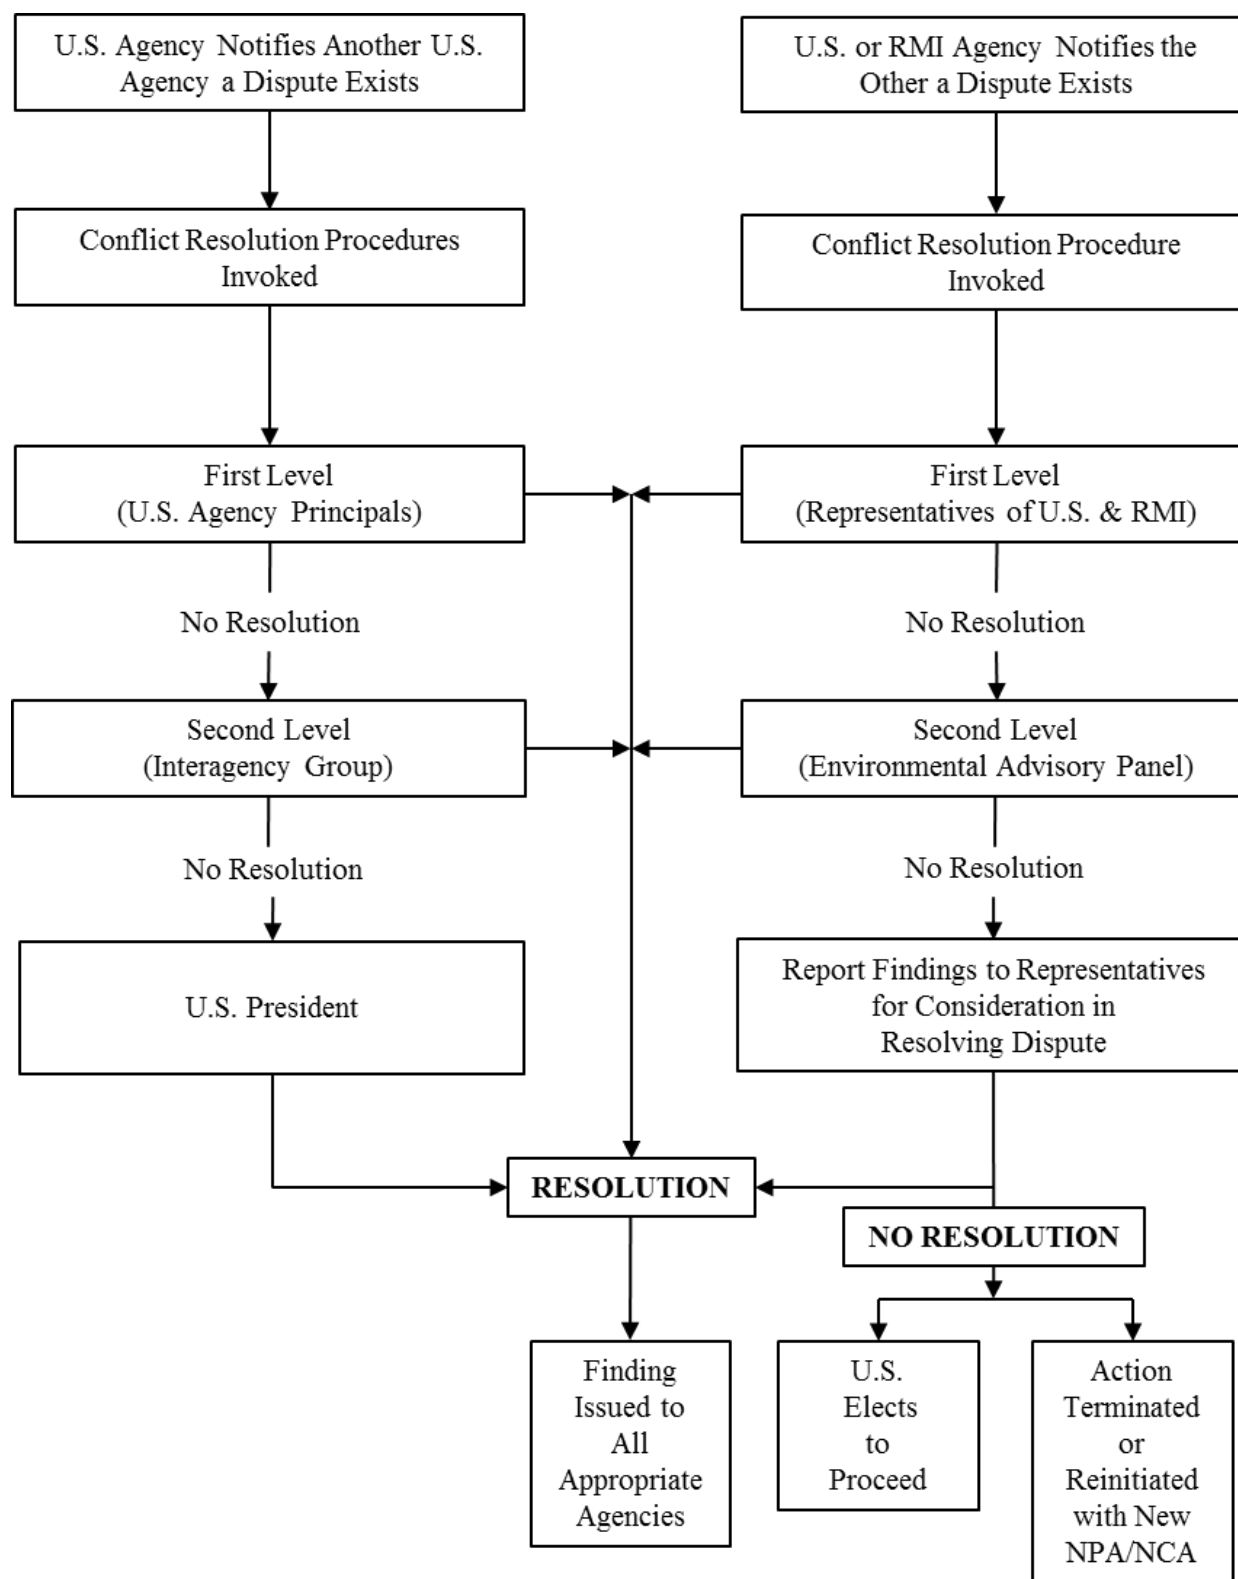 U.S. Agency Notifies Another U.S.
Agency a Dispute Exists
U.S. or RMI Agency Notifies the
Other a Dispute Exists
Conflict Resolution Procedures
Invoked
Conflict Resolution Procedure
Invoked
First Level
(U.S. Agency Principals)
First Level
(Representatives of U.S. & RMI)
No Resolution
No Resolution
Second Level
(Interagency Group)
Second Level
(Environmental Advisory Panel)
No Resolution
No Resolution
U.S. President
Report Findings to Representatives
for Consideration in
Resolving Dispute
RESOLUTION
NO RESOLUTION
Finding
Issued to
All
Appropriate
Agencies
U.S.
Elects
to
Proceed
Action
Terminated
or
Reinitiated
with New
NPA/NCA